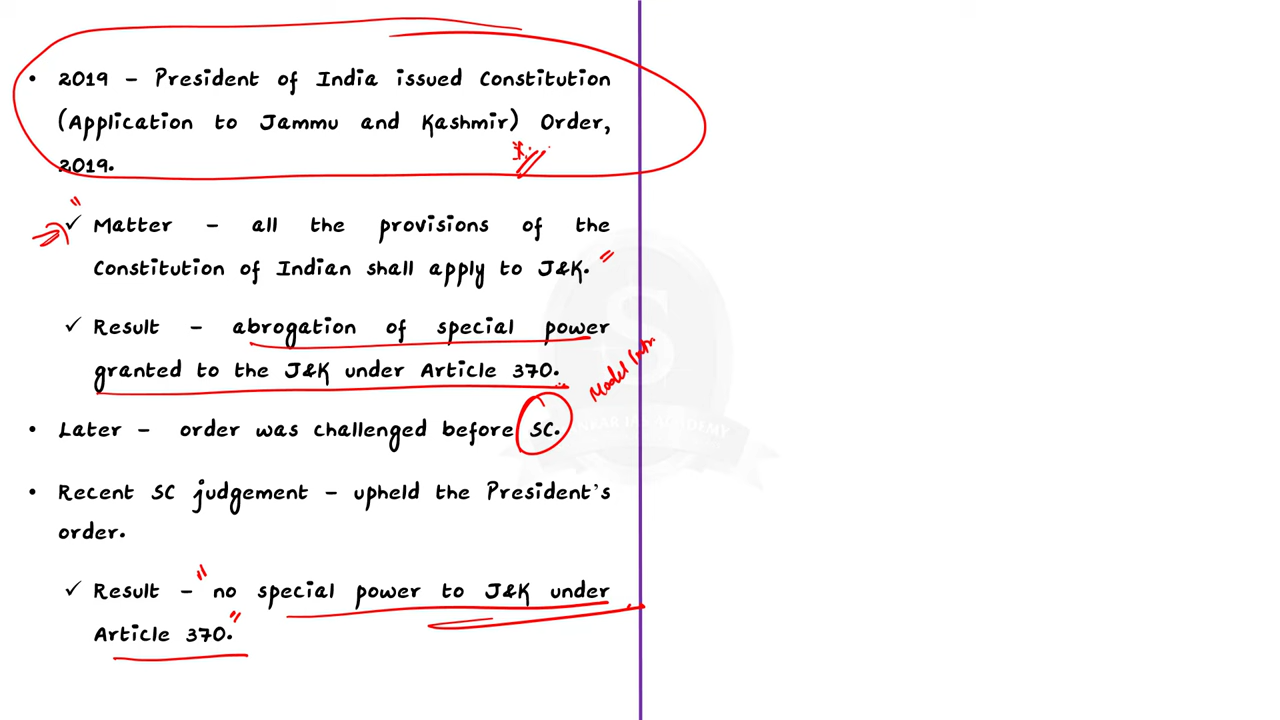 • 2019 – President of India issued Constitution
(Application to Jammu and Kashmir) Order,
2019.
✓ Matter – all the provisions of the
Constitution of Indian shall apply to J&K.
✓ Result – abrogation of special power
granted to the J&K under Article 370.
Model
• Later – order was challenged before SC.
• Recent SC judgement – upheld the President's
order.
✓ Result – "no special power to J&K under
Article 370."